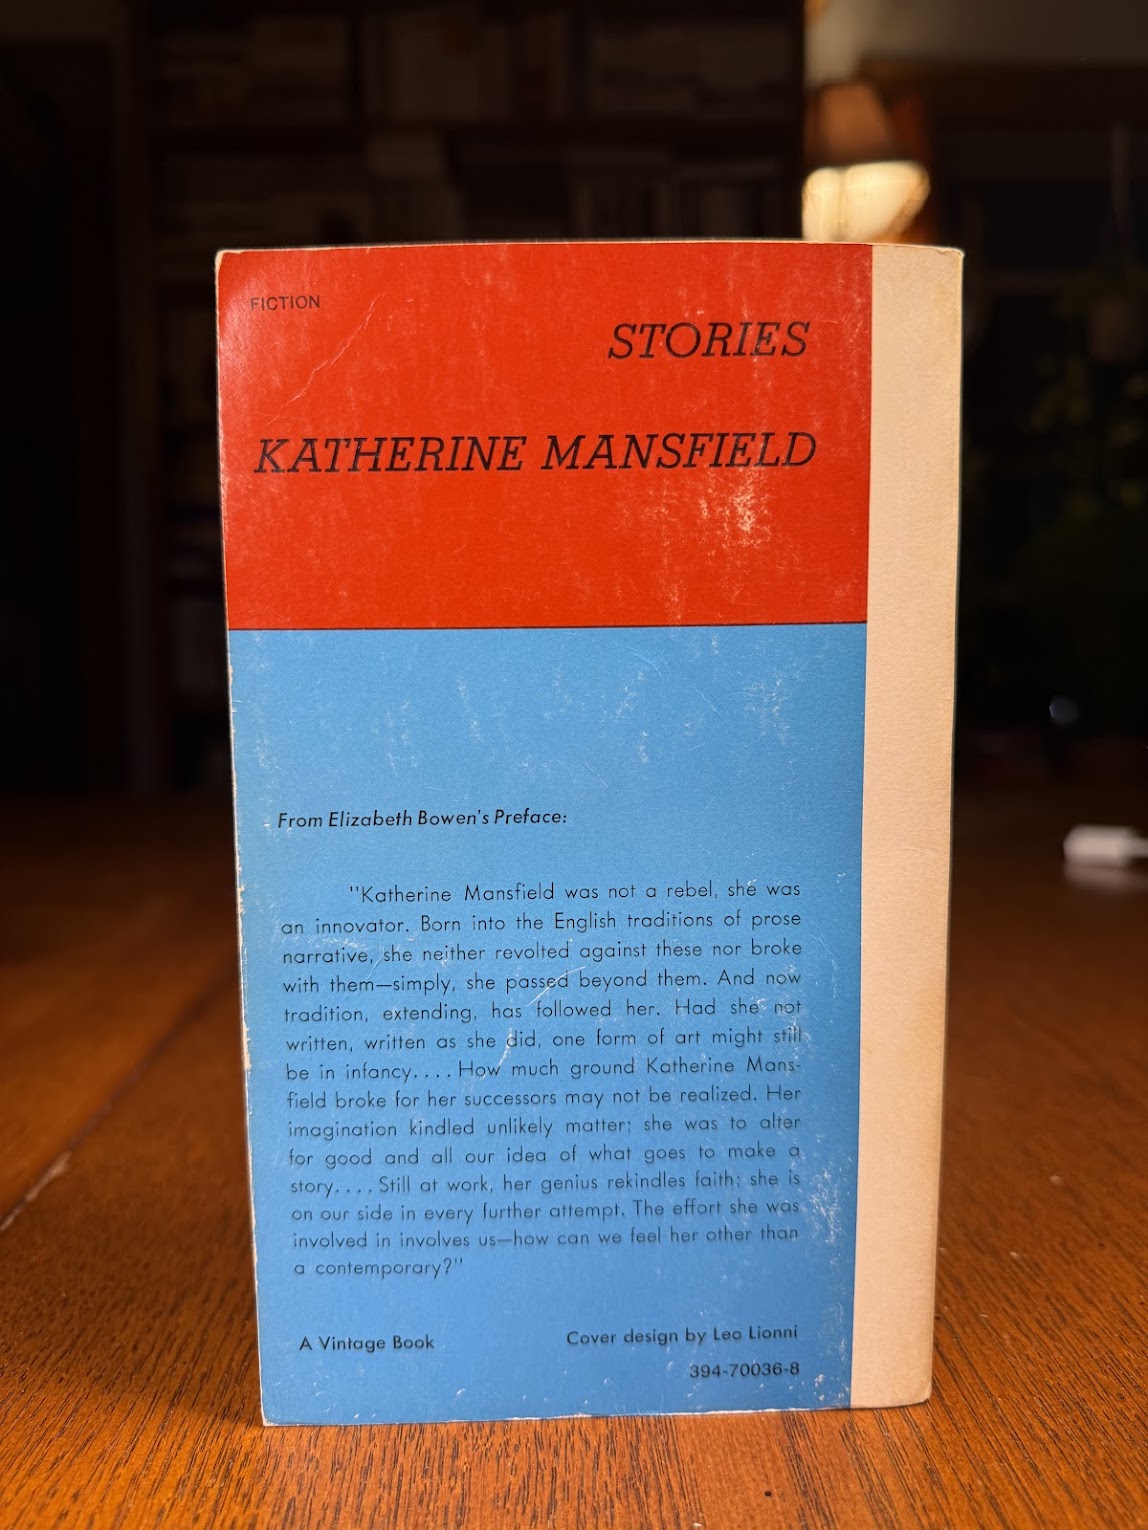 FICTION
STORIES
KATHERINE MANSFIELD
From Elizabeth Bowen's Preface:
"Katherine Mansfield was not a rebel, she was
an innovator. Born into the English traditions of prose
narrative, she neither revolted against these nor broke
with them—simply, she passed beyond them. And now
tradition, extending, has followed her. Had she not
written, written as she did, one form of art might still
be in infancy....How much ground Katherine Mans-
field broke for her successors may not be realized. Her
imagination kindled unlikely matter; she was to alter
for good and all our idea of what goes to make a
story....Still at work, her genius rekindles faith; she is
on our side in every further attempt. The effort she was
involved in involves us—how can we feel her other than
a contemporary?"
A Vintage Book
Cover design by Leo Lionni
394-70036-8